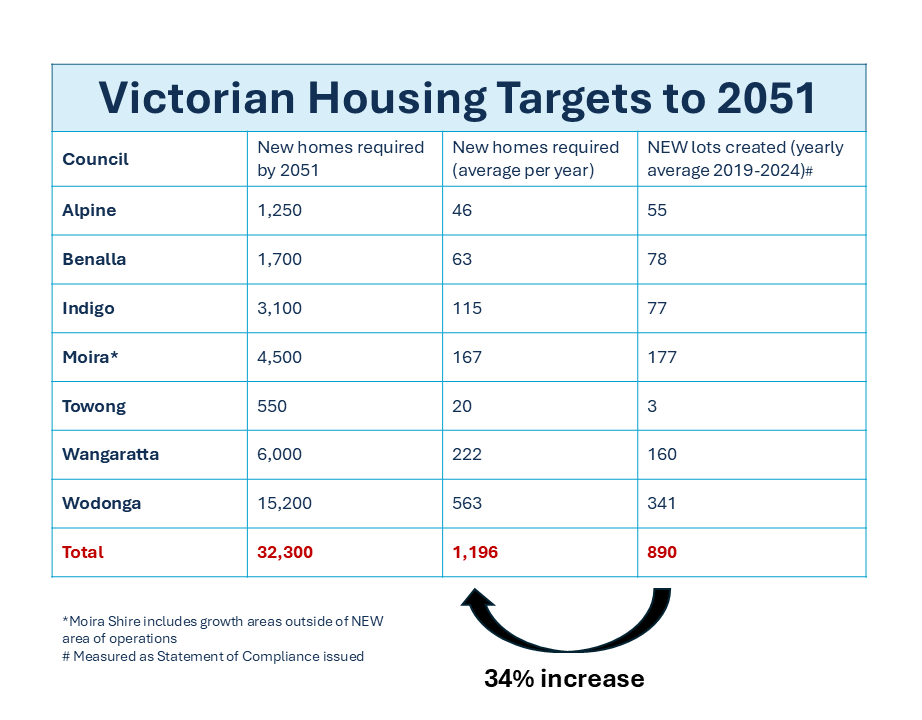 Victorian Housing Targets to 2051
Council
New homes required
by 2051
New homes required
(average per year)
NEW lots created (yearly
average 2019-2024)#
Alpine 1,250 46 55
Benalla 1,700 63 78
Indigo 3,100 115 77
Moira* 4,500 167 177
Towong 550 20 3
Wangaratta 6,000 222 160
Wodonga 15,200 563 341
Total 32,300 1,196 890
*Moira Shire includes growth areas outside of NEW
area of operations
# Measured as Statement of Compliance issued
34% increase